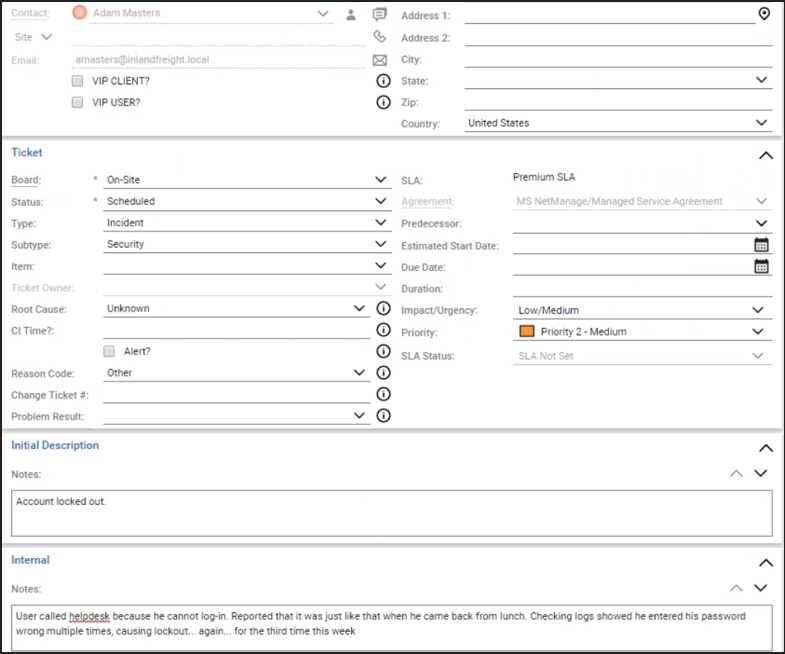 Contact: Adam Masters
Site
Email: amasters@inlandfreight.local
VIP CLIENT?
VIP USER?
Address 1:
Address 2:
City:
State:
Zip:
Country: United States
Ticket
Board: * On-Site
Status: * Scheduled
Type: Incident
Subtype: Security
Item:
Ticket Owner:
Root Cause: Unknown
CI Time?:
Alert?
Reason Code: Other
Change Ticket #:
Problem Result:
SLA: Premium SLA
Agreement: MS NetManage/Managed Service Agreement
Predecessor:
Estimated Start Date:
Due Date:
Duration:
Impact/Urgency: Low/Medium
Priority: Priority 2 - Medium
SLA Status: SLA Not Set
Initial Description
Notes:
Account locked out.
Internal
Notes:
User called helpdesk because he cannot log-in. Reported that it was just like that when he came back from lunch. Checking logs showed he entered his password
wrong multiple times, causing lockout... again... for the third time this week